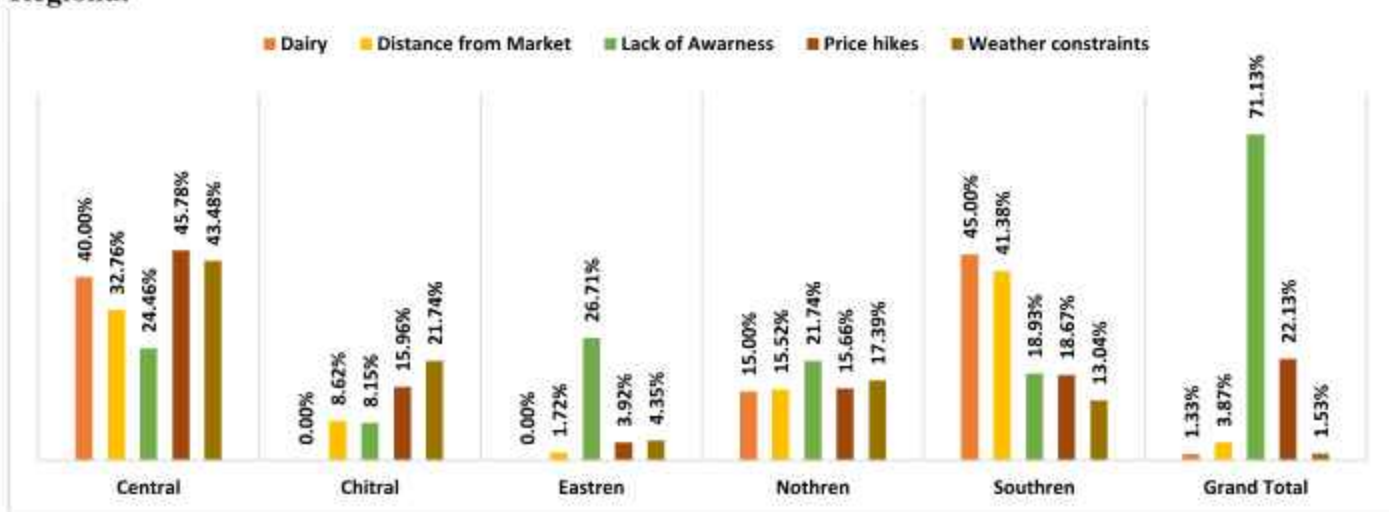 Regions.
Dairy Distance from Market Lack of Awarness Price hikes Weather constraints
40.00% 32.76% 24.46% 45.78% 43.48%
0.00% 8.62% 8.15% 15.96% 21.74%
0.00% 1.72% 26.71% 3.92% 4.35%
15.00% 15.52% 21.74% 15.66% 17.39%
45.00% 41.38% 18.93% 18.67% 13.04%
1.33% 3.87% 71.13% 22.13% 1.53%
Central Chitral Eastren Nothren Southren Grand Total